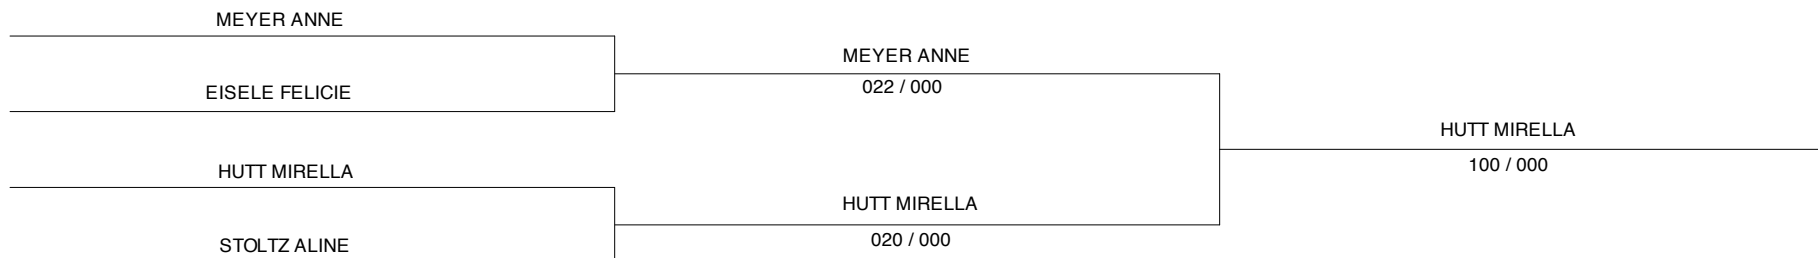 MEYER ANNE
EISELE FELICIE
HUTT MIRELLA
STOLTZ ALINE
MEYER ANNE
022 / 000
HUTT MIRELLA
020 / 000
HUTT MIRELLA
100 / 000